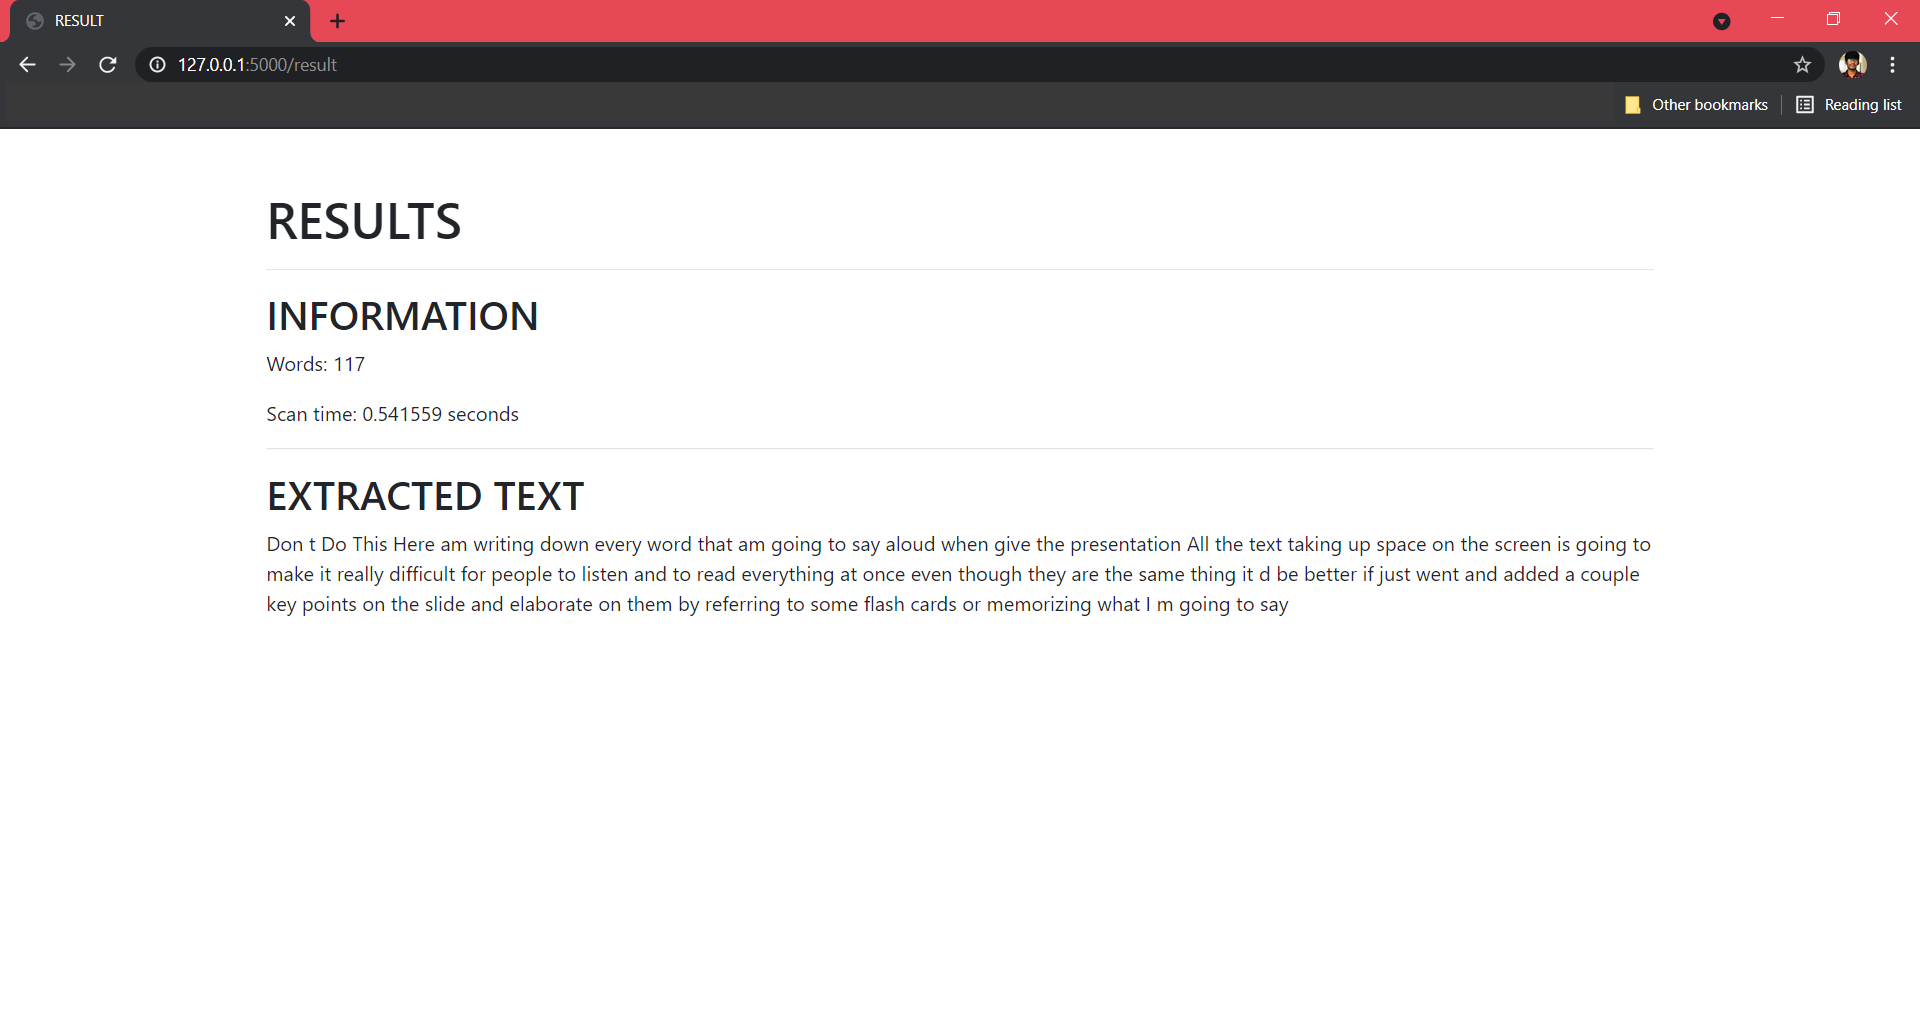 RESULT
127.0.0.1:5000/result
Other bookmarks
Reading list
RESULTS
INFORMATION
Words: 117
Scan time: 0.541559 seconds
EXTRACTED TEXT
Don t Do This Here am writing down every word that am going to say aloud when give the presentation All the text taking up space on the screen is going to
make it really difficult for people to listen and to read everything at once even though they are the same thing it d be better if just went and added a couple
key points on the slide and elaborate on them by referring to some flash cards or memorizing what I m going to say